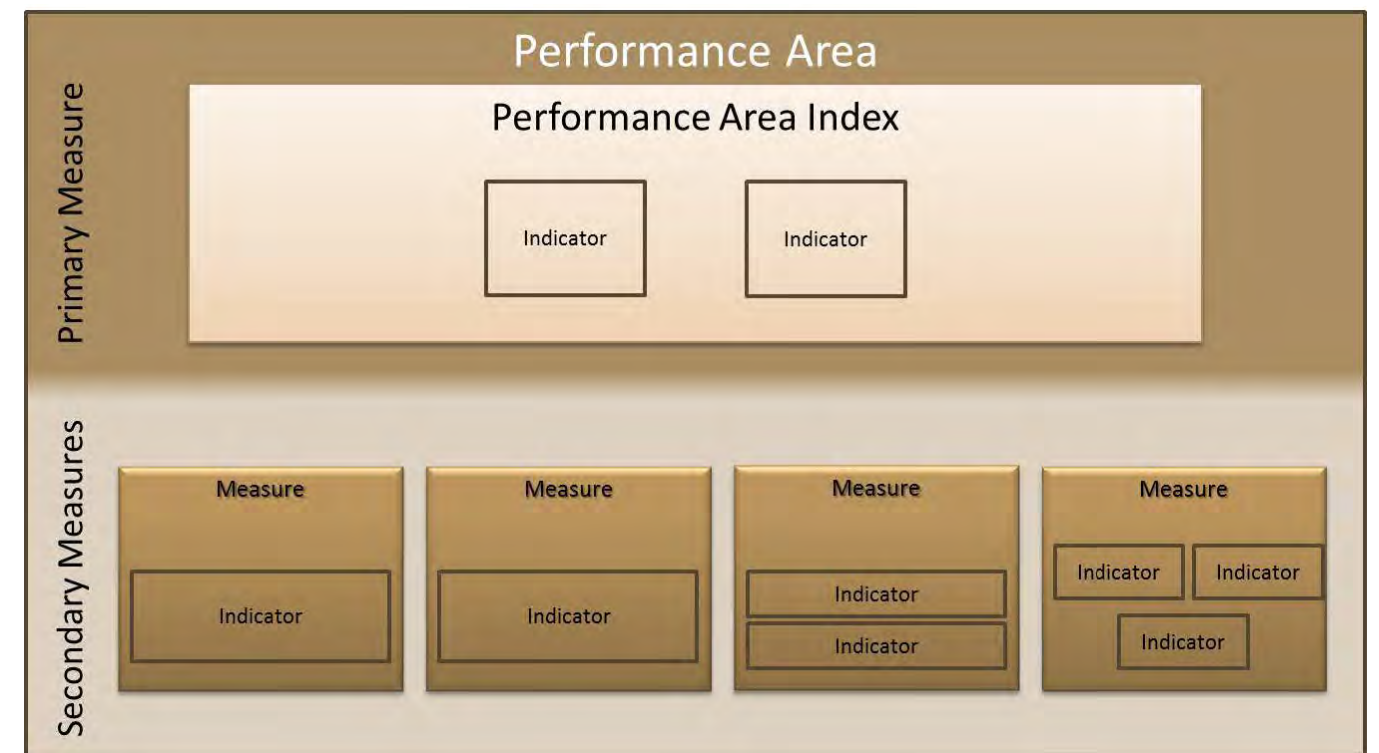 Performance Area
Primary Measure
Performance Area Index
Indicator
Indicator
Secondary Measures
Measure
Indicator
Measure
Indicator
Measure
Indicator
Indicator
Measure
Indicator
Indicator
Indicator